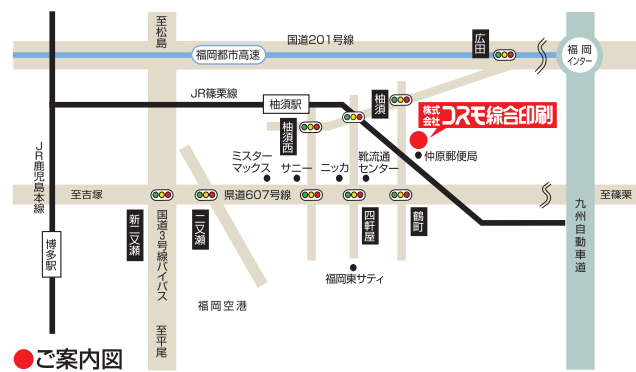 至松島
国道201号線
広田
福岡都市高速
福岡
インター
JR篠栗線
柚須駅
柚須
株式
会社
コスモ綜合印刷
柚須西
ミスター
マックス
サニー
ニッカ
靴流通
センター
仲原郵便局
JR鹿児島本線
至吉塚
県道607号線
至篠栗
新二又瀬
二又瀬
四軒屋
鶴町
九州自動車道
国道3号線バイパス
博多駅
福岡東サティ
福岡空港
至平尾
ご案内図